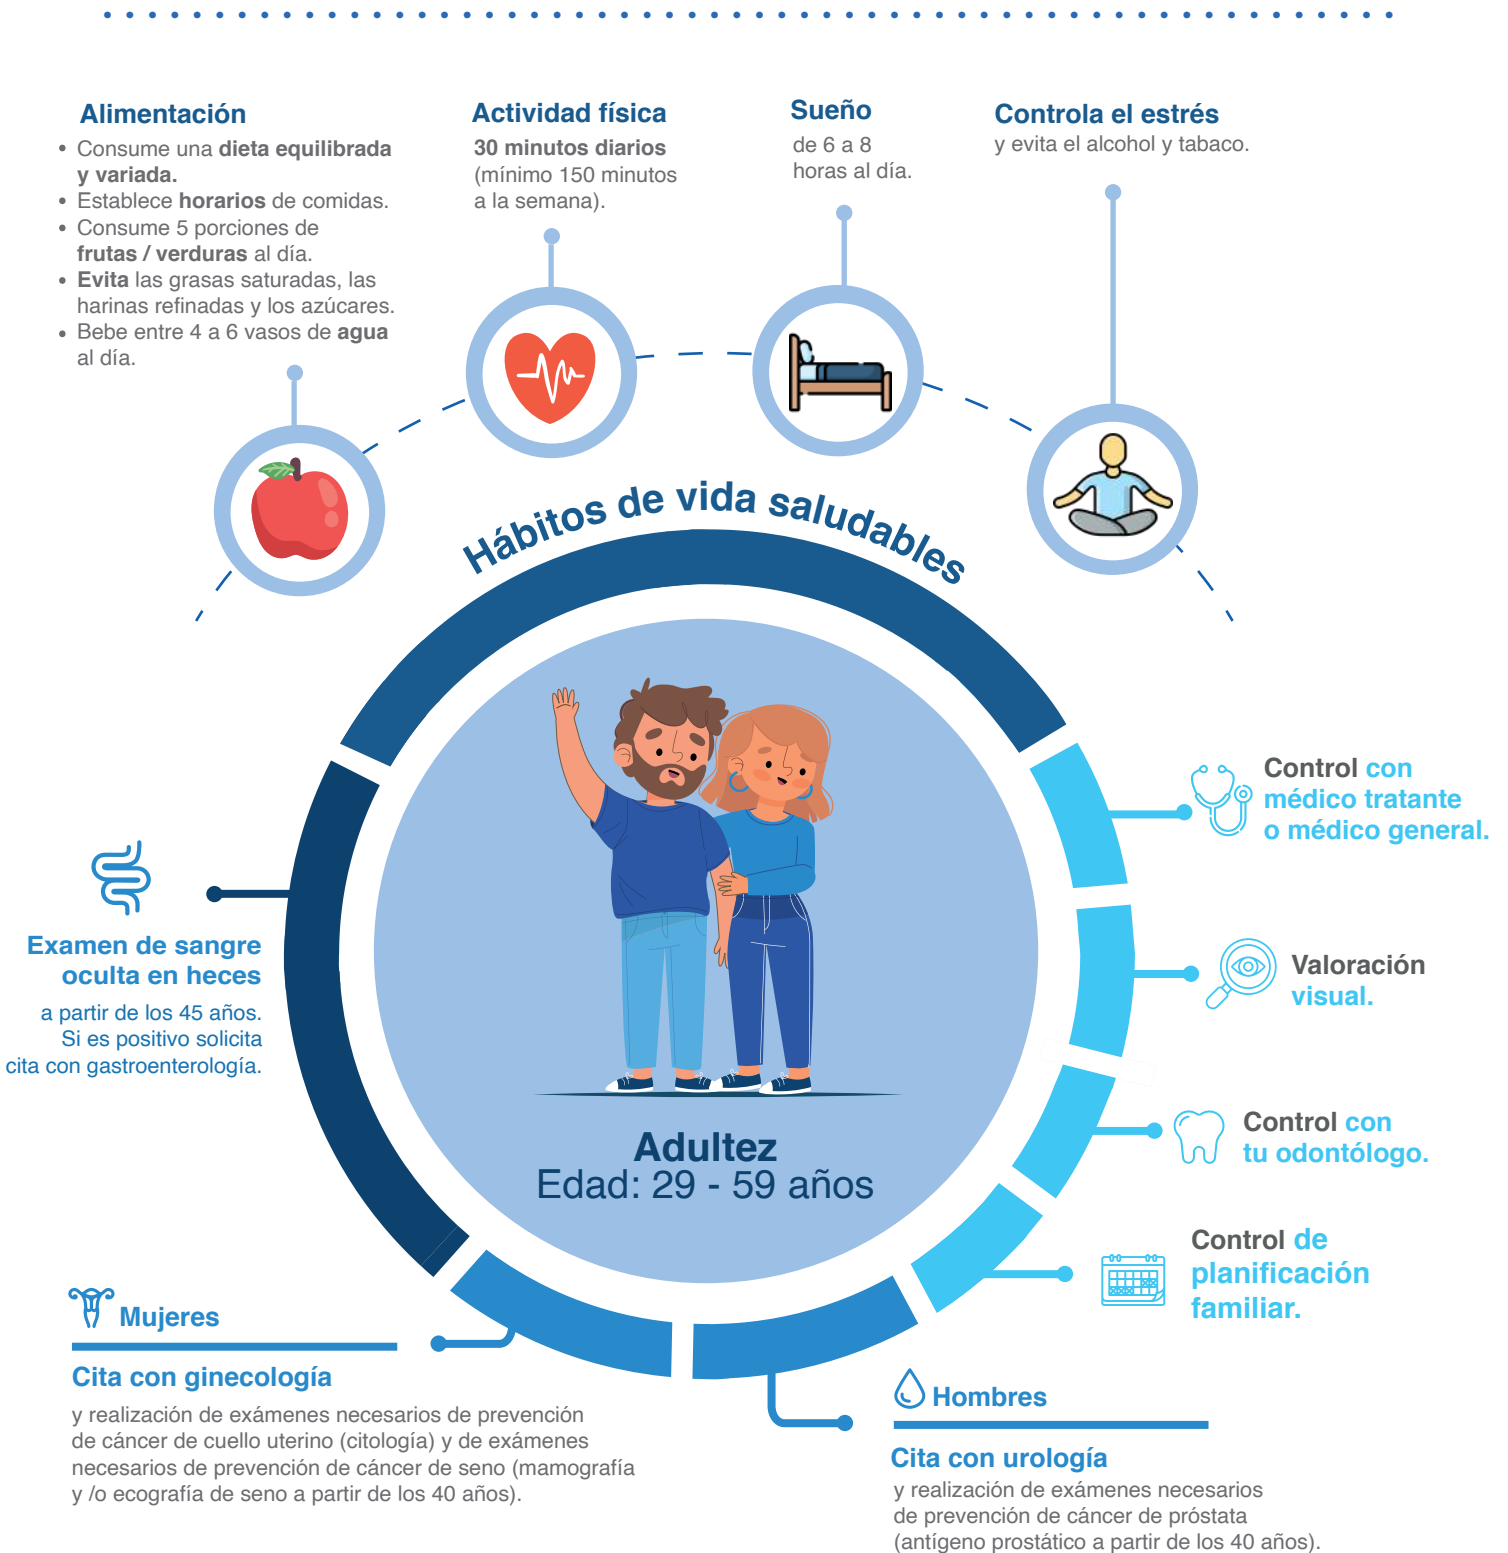 Alimentación
• Consume una dieta equilibrada
y variada.
• Establece horarios de comidas.
• Consume 5 porciones de
frutas / verduras al día.
• Evita las grasas saturadas, las
harinas refinadas y los azúcares.
• Bebe entre 4 a 6 vasos de agua
al día.
Actividad física
30 minutos diarios
(mínimo 150 minutos
a la semana).
Sueño
de 6 a 8
horas al día.
Controla el estrés
y evita el alcohol y tabaco.
Hábitos de vida saludables
Control con
médico tratante
o médico general.
Valoración
visual.
Control con
tu odontólogo.
Control de
planificación
familiar.
Examen de sangre
oculta en heces
a partir de los 45 años.
Si es positivo solicita
cita con gastroenterología.
Adultez
Edad: 29 - 59 años
Mujeres
Cita con ginecología
y realización de exámenes necesarios de prevención
de cáncer de cuello uterino (citología) y de exámenes
necesarios de prevención de cáncer de seno (mamografía
y /o ecografía de seno a partir de los 40 años).
Hombres
Cita con urología
y realización de exámenes necesarios
de prevención de cáncer de próstata
(antígeno prostático a partir de los 40 años).